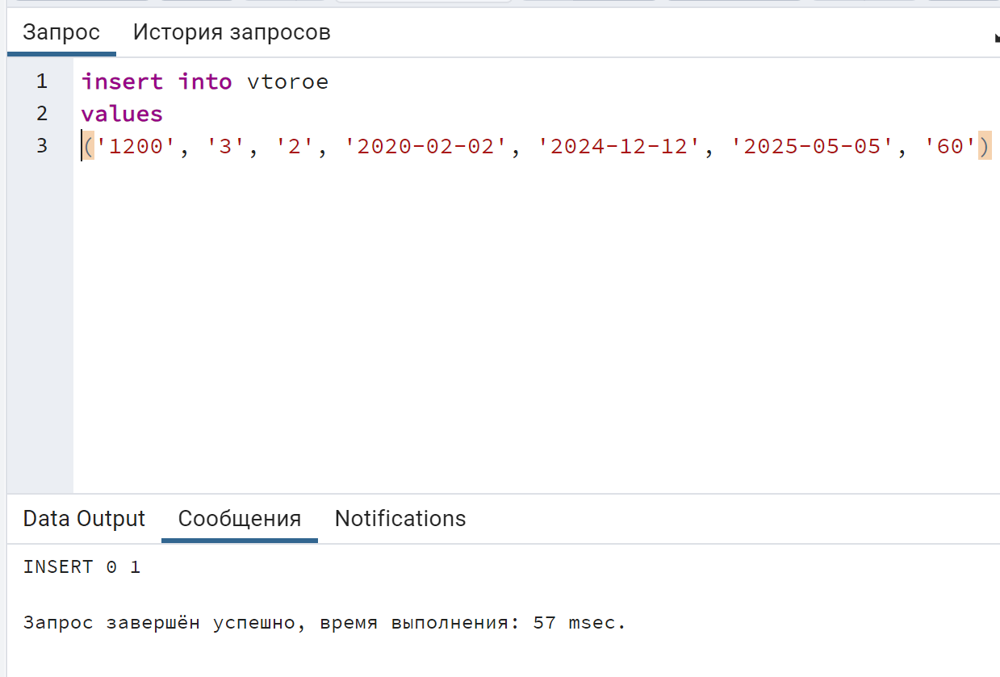 Запрос История запросов
1 insert into vtoroe
2 values
3 ('1200', '3', '2', '2020-02-02', '2024-12-12', '2025-05-05', '60')
Data Output Сообщения Notifications
INSERT 0 1
Запрос завершён успешно, время выполнения: 57 msec.